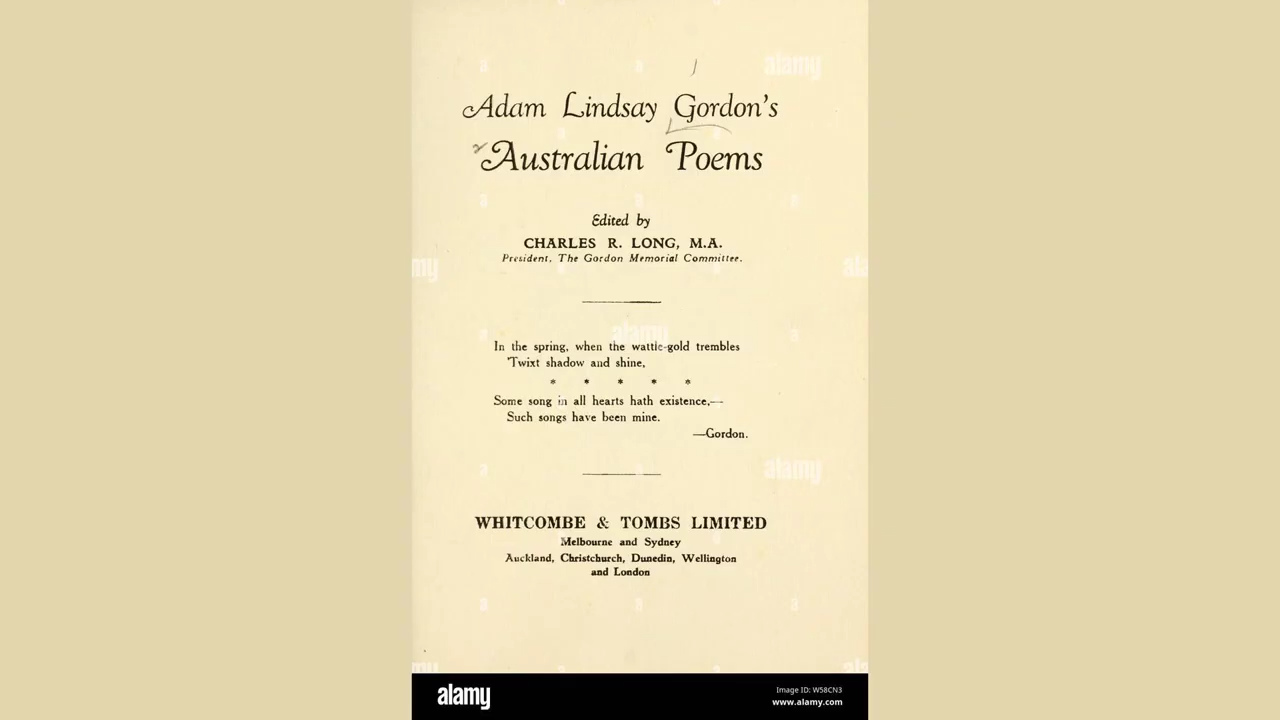 Adam Lindsay Gordon's
Australian Poems
Edited by
CHARLES R. LONG, M.A.
President, The Gordon Memorial Committee.
In the spring, when the wattle-gold trembles
'Twixt shadow and shine,
* * * * *
Some song in all hearts hath existence,—
Such songs have been mine.
—Gordon.
WHITCOMBE & TOMBS LIMITED
Melbourne and Sydney
Auckland, Christchurch, Dunedin, Wellington
and London
alamy
Image ID: W58CN3
www.alamy.com